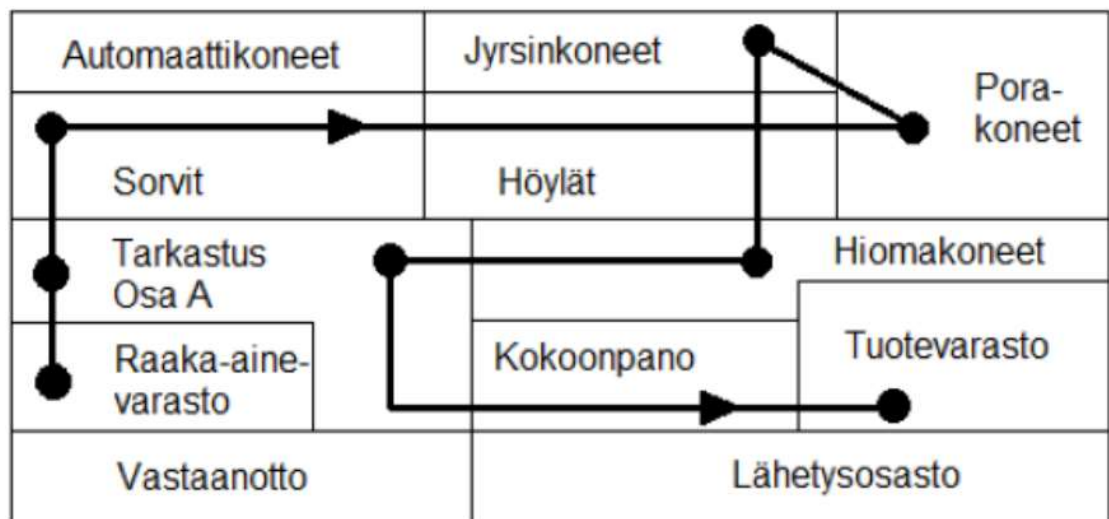 Automaattikoneet
Jyrsinkoneet
Pora-
koneet
Sorvit
Höylät
Tarkastus
Osa A
Hiomakoneet
Raaka-aine-
varasto
Kokoonpano
Tuotevarasto
Vastaanotto
Lähetysosasto